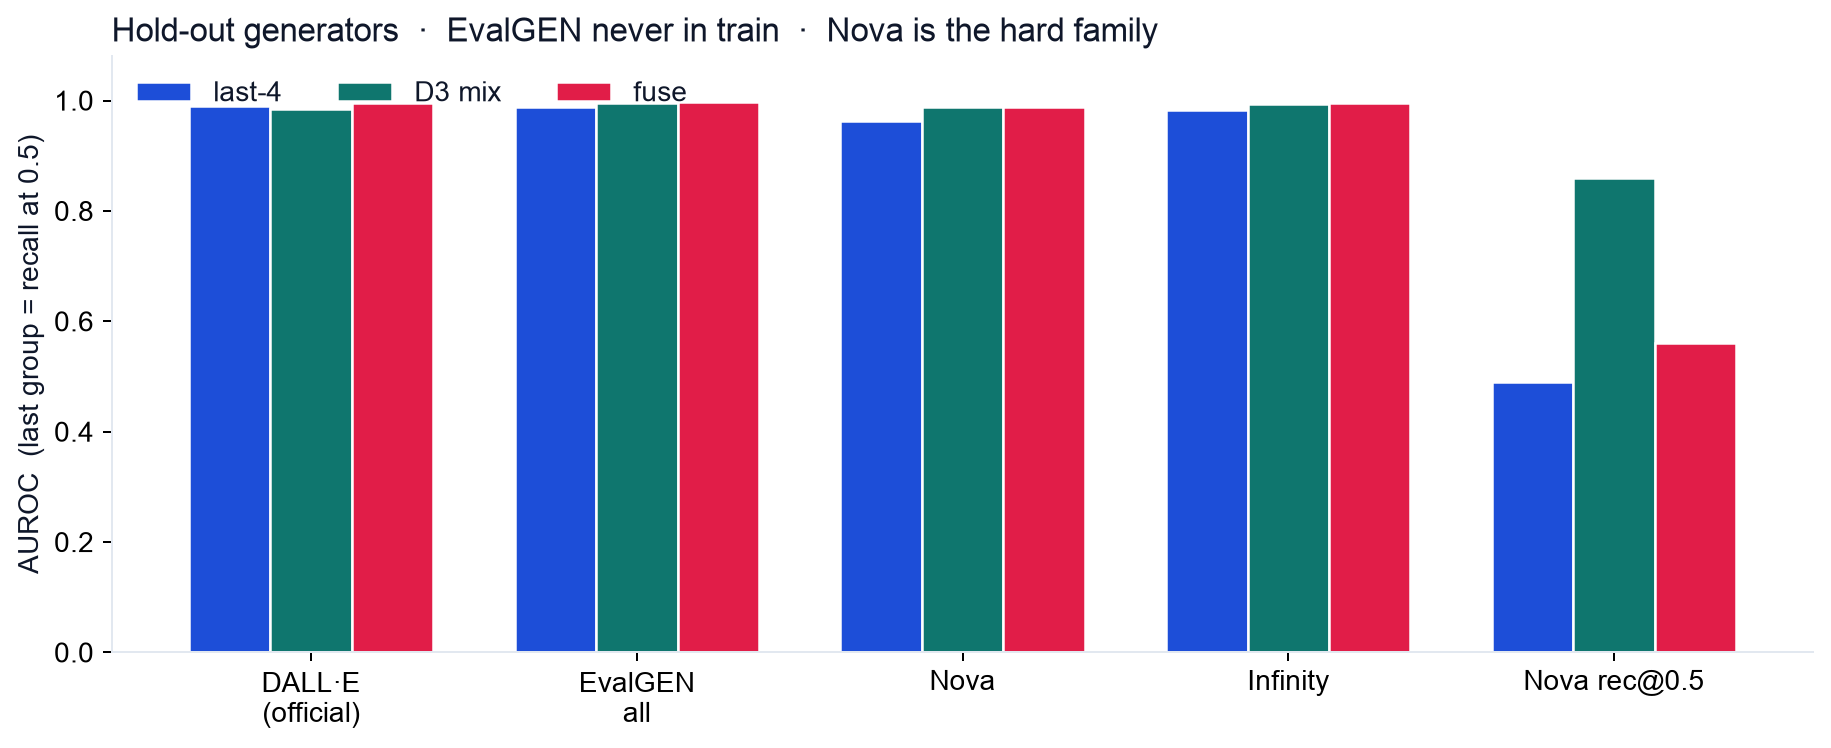 Hold-out generators · EvalGEN never in train · Nova is the hard family
last-4 D3 mix fuse
AUROC (last group = recall at 0.5)
1.0
0.8
0.6
0.4
0.2
0.0
DALL·E
(official)
EvalGEN
all
Nova
Infinity
Nova rec@0.5